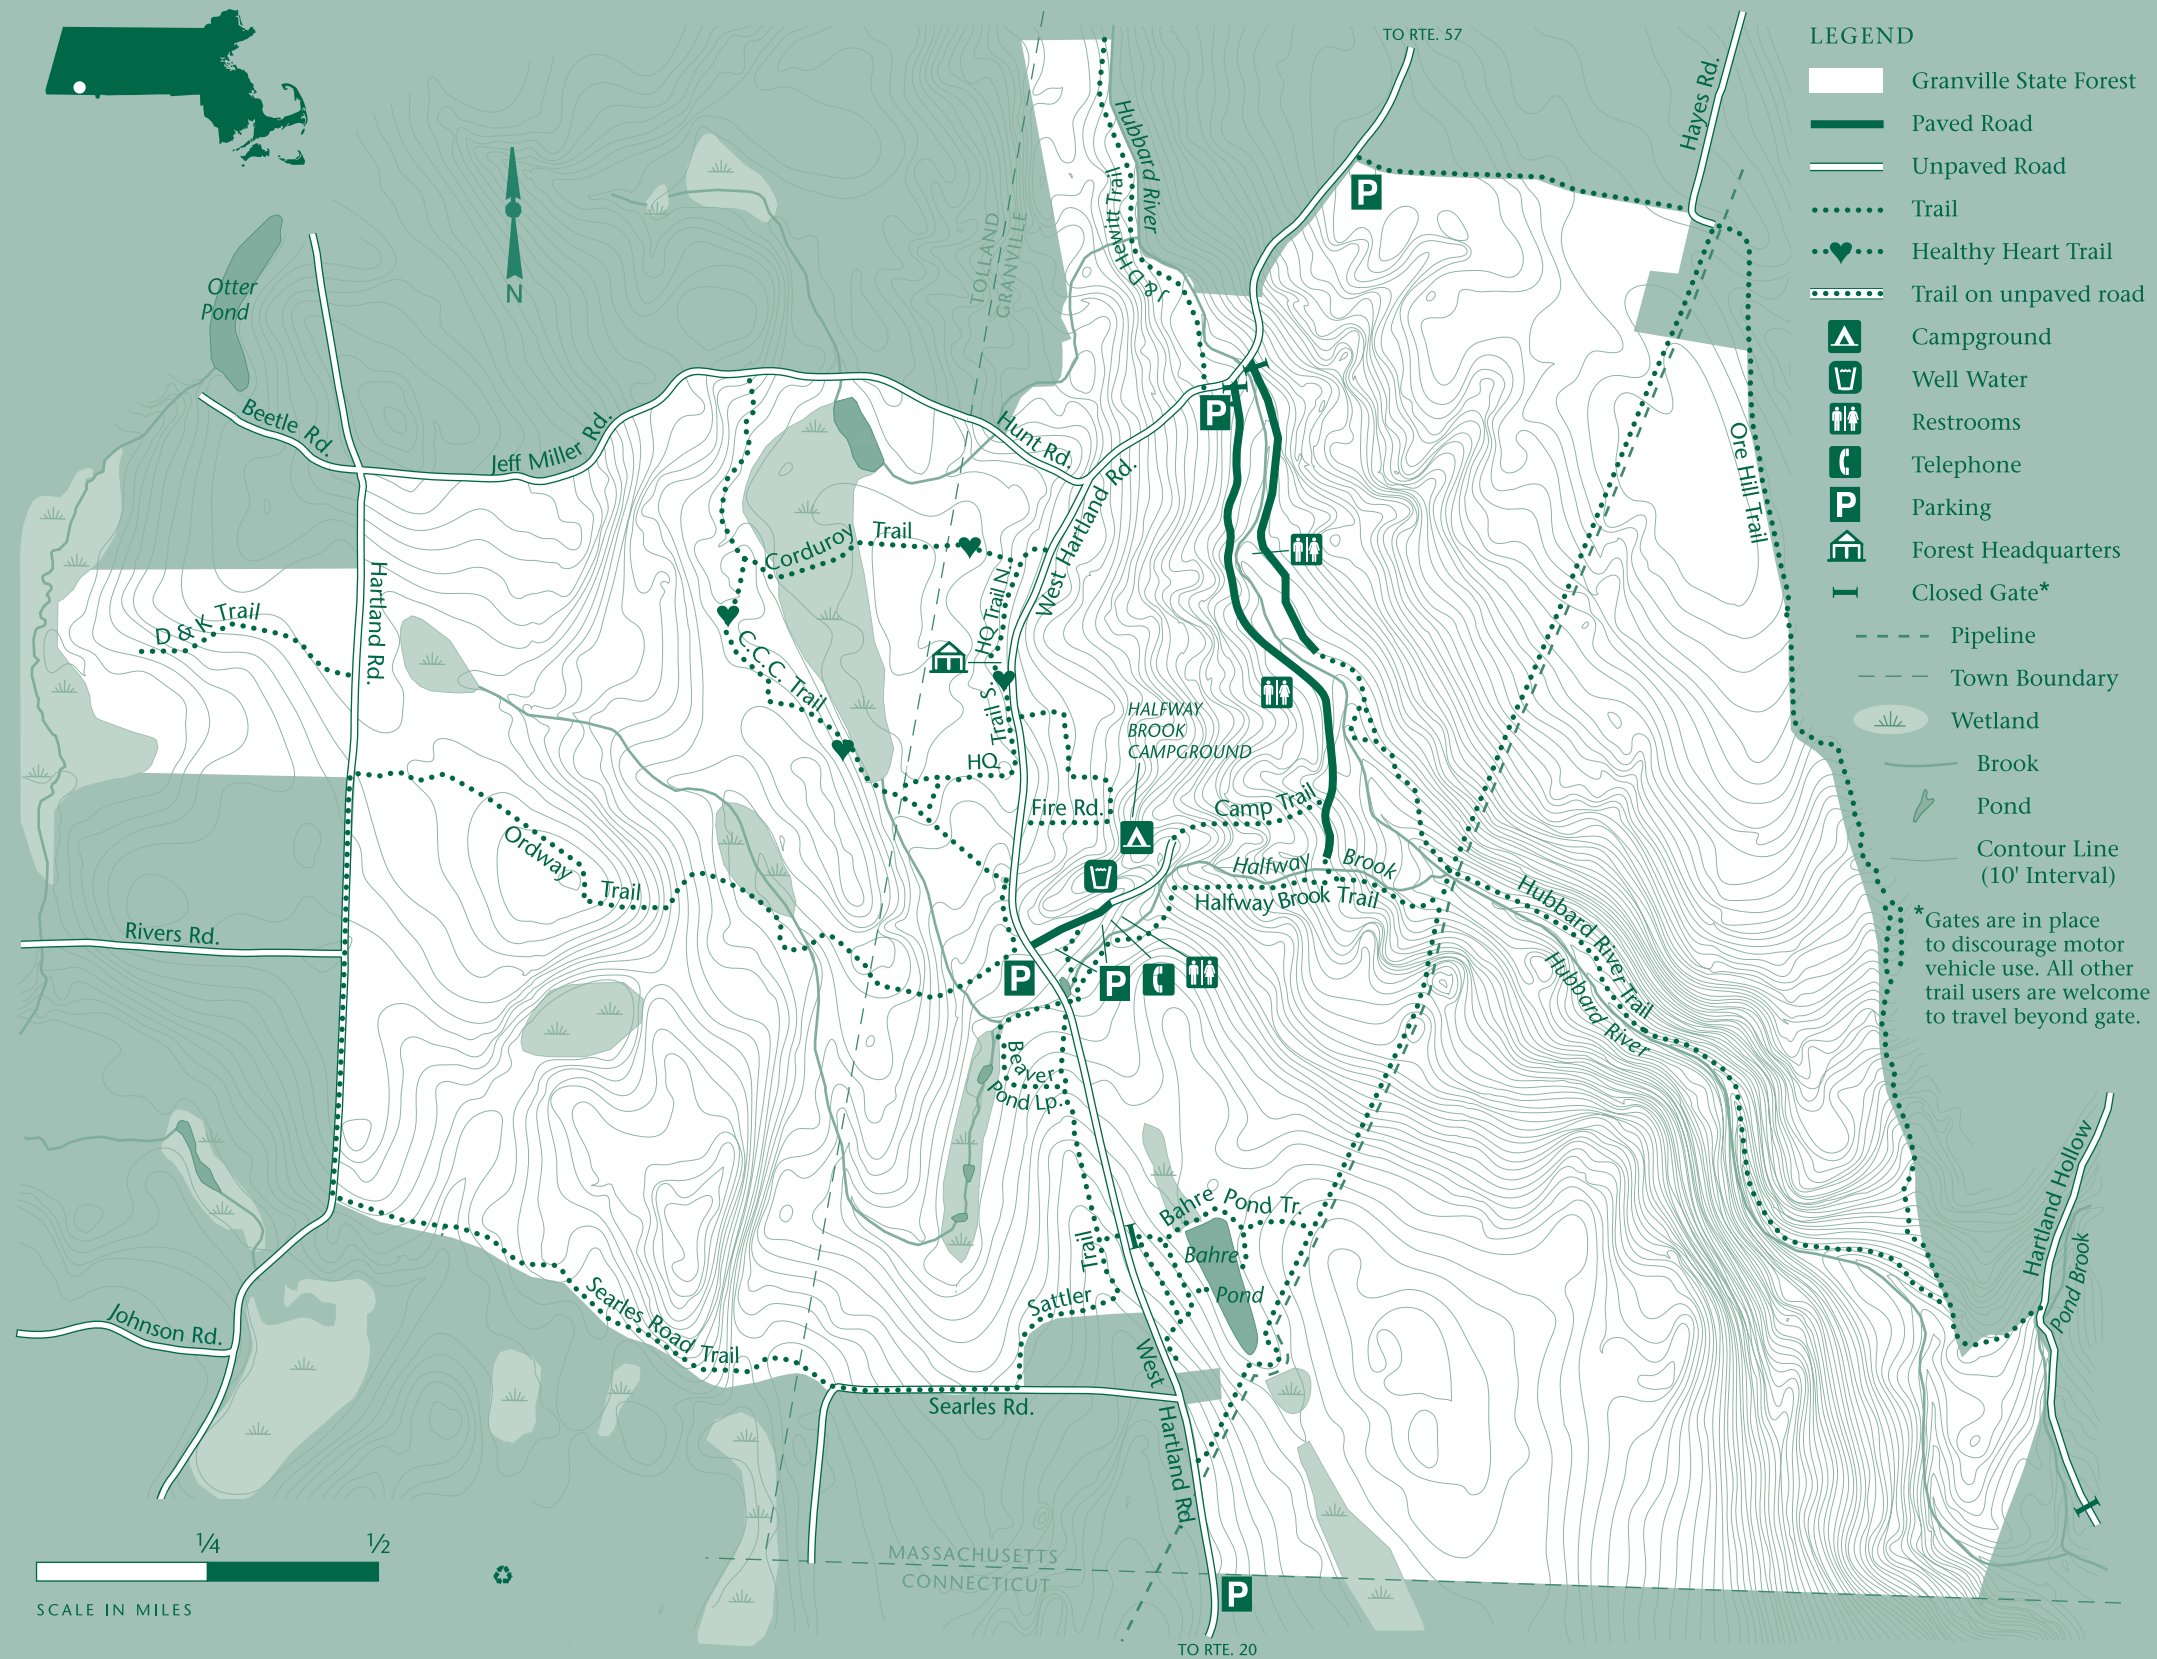 TO RTE. 57
Hayes Rd.
LEGEND
Granville State Forest
Paved Road
Unpaved Road
Trail
Healthy Heart Trail
Trail on unpaved road
Campground
Well Water
Restrooms
Telephone
P
Parking
Forest Headquarters
Closed Gate*
Pipeline
Town Boundary
Wetland
Brook
Pond
Contour Line
(10' Interval)
*Gates are in place
to discourage motor
vehicle use. All other
trail users are welcome
to travel beyond gate.
N
Otter
Pond
TOLLAND
GRANVILLE
Hubbard River
J & D Hewitt Trail
P
P
Beetle Rd.
Jeff Miller Rd.
Hunt Rd.
West Hartland Rd.
Ore Hill Trail
Corduroy Trail
HQ Trail N.
D & K Trail
Hartland Rd.
C.C.C. Trail
HQ Trail S.
HALFWAY
BROOK
CAMPGROUND
Fire Rd.
Camp Trail
Ordway Trail
Halfway Brook
Halfway Brook Trail
Hubbard River Trail
Hubbard River
Rivers Rd.
P
P
Beaver
Pond Lp.
Bahre Pond Tr.
Bahre
Pond
Sattler Trail
Hartland Hollow
Pond Brook
Johnson Rd.
Searles Road Trail
Searles Rd.
West Hartland Rd.
1/4
1/2
SCALE IN MILES
MASSACHUSETTS
CONNECTICUT
P
TO RTE. 20